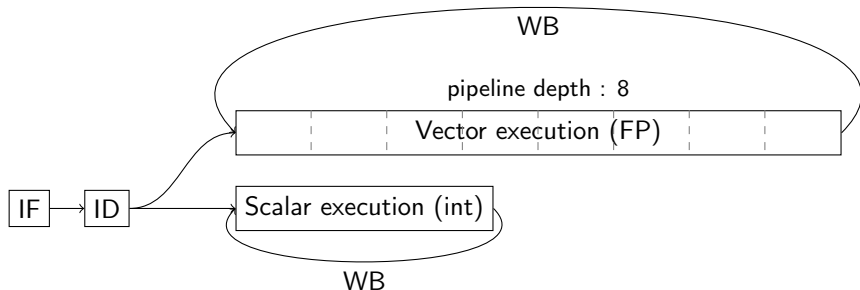 WB
pipeline depth : 8
Vector execution (FP)
IF
ID
Scalar execution (int)
WB